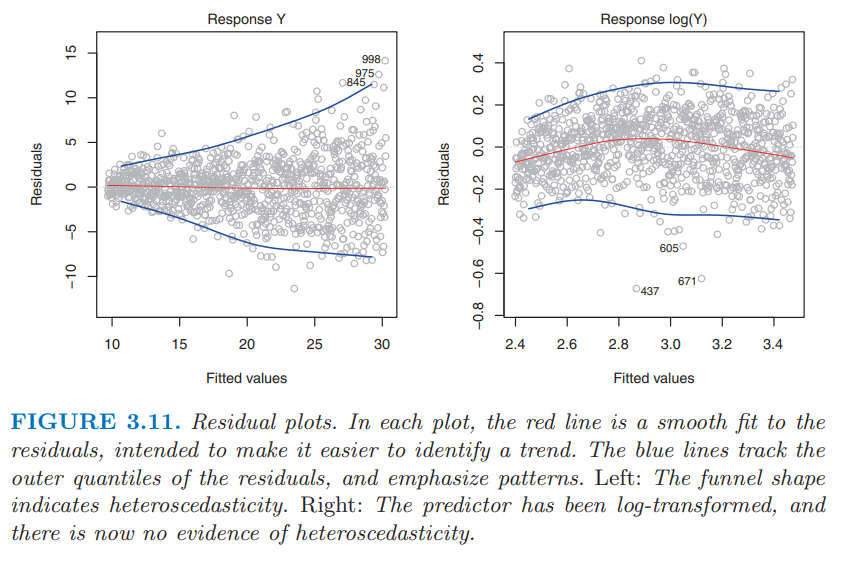 Response Y
Response log(Y)
Residuals
15
10
5
0
−5
−10
998
975
845
10 15 20 25 30
Fitted values
Residuals
0.4
0.2
0.0
−0.2
−0.4
−0.6
−0.8
605
671
437
2.4 2.6 2.8 3.0 3.2 3.4
Fitted values
FIGURE 3.11. Residual plots. In each plot, the red line is a smooth fit to the
residuals, intended to make it easier to identify a trend. The blue lines track the
outer quantiles of the residuals, and emphasize patterns. Left: The funnel shape
indicates heteroscedasticity. Right: The predictor has been log-transformed, and
there is now no evidence of heteroscedasticity.